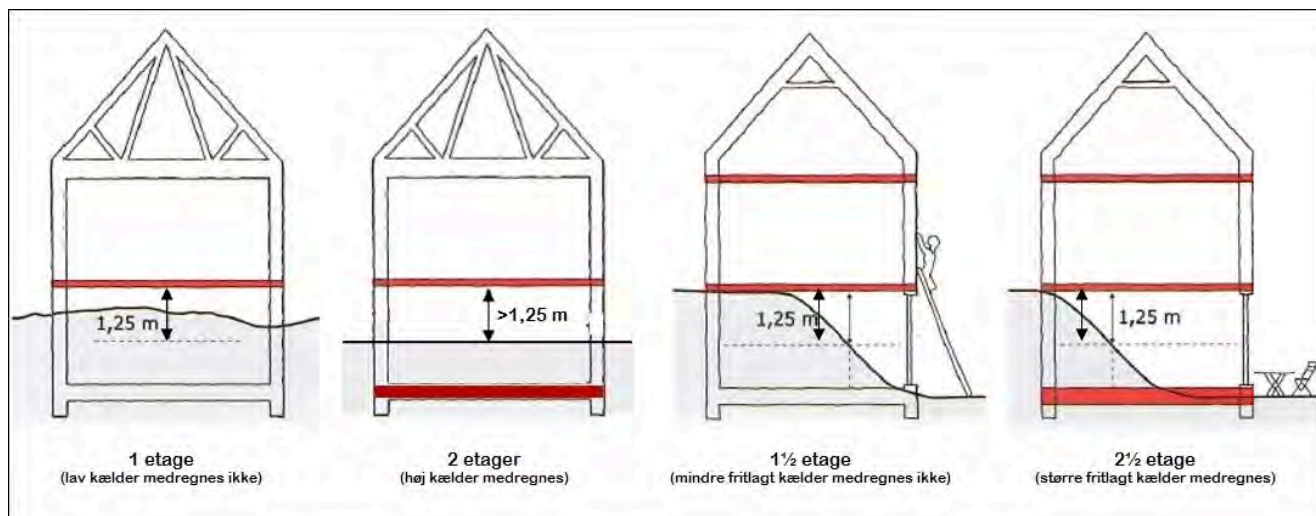 1,25 m
1 etage
(lav kælder medregnes ikke)
>1,25 m
2 etager
(høj kælder medregnes)
1,25 m
1½ etage
(mindre fritlagt kælder medregnes ikke)
1,25 m
2½ etage
(større fritlagt kælder medregnes)